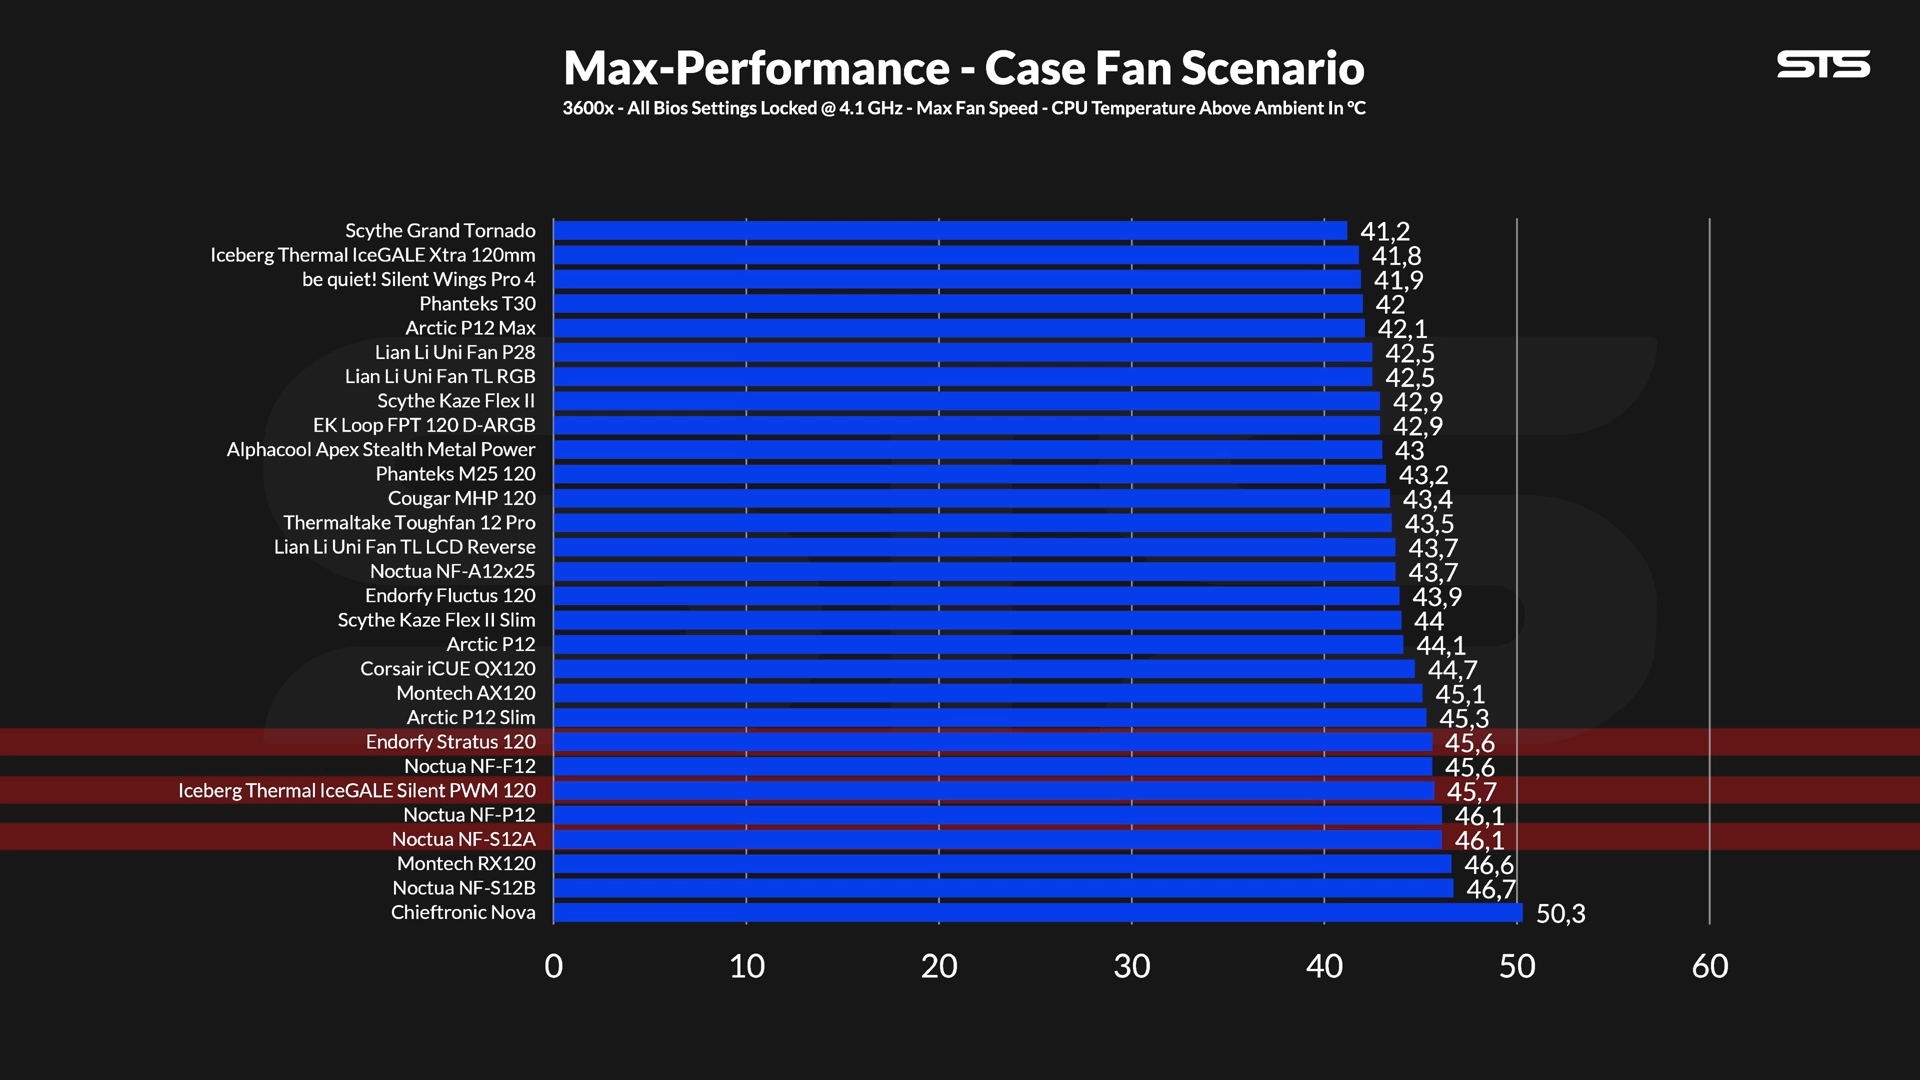 Max-Performance - Case Fan Scenario
STS
3600x - All Bios Settings Locked @ 4.1 GHz - Max Fan Speed - CPU Temperature Above Ambient In °C
Scythe Grand Tornado 41,2
Iceberg Thermal IceGALE Xtra 120mm 41,8
be quiet! Silent Wings Pro 4 41,9
Phanteks T30 42
Arctic P12 Max 42,1
Lian Li Uni Fan P28 42,5
Lian Li Uni Fan TL RGB 42,5
Scythe Kaze Flex II 42,9
EK Loop FPT 120 D-ARGB 42,9
Alphacool Apex Stealth Metal Power 43
Phanteks M25 120 43,2
Cougar MHP 120 43,4
Thermaltake Toughfan 12 Pro 43,5
Lian Li Uni Fan TL LCD Reverse 43,7
Noctua NF-A12x25 43,7
Endorfy Fluctus 120 43,9
Scythe Kaze Flex II Slim 44
Arctic P12 44,1
Corsair iCUE QX120 44,7
Montech AX120 45,1
Arctic P12 Slim 45,3
Endorfy Stratus 120 45,6
Noctua NF-F12 45,6
Iceberg Thermal IceGALE Silent PWM 120 45,7
Noctua NF-P12 46,1
Noctua NF-S12A 46,1
Montech RX120 46,6
Noctua NF-S12B 46,7
Chieftronic Nova 50,3
0 10 20 30 40 50 60